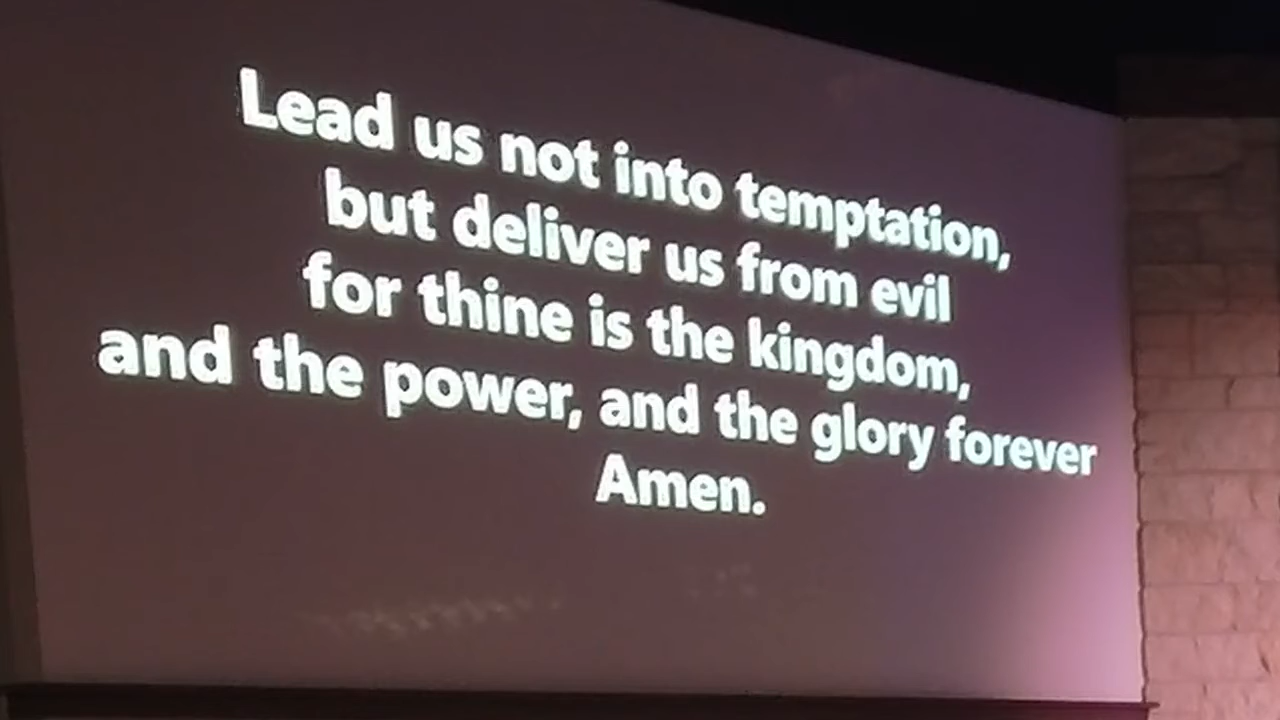 Lead us not into temptation,
but deliver us from evil
for thine is the kingdom,
and the power, and the glory forever
Amen.